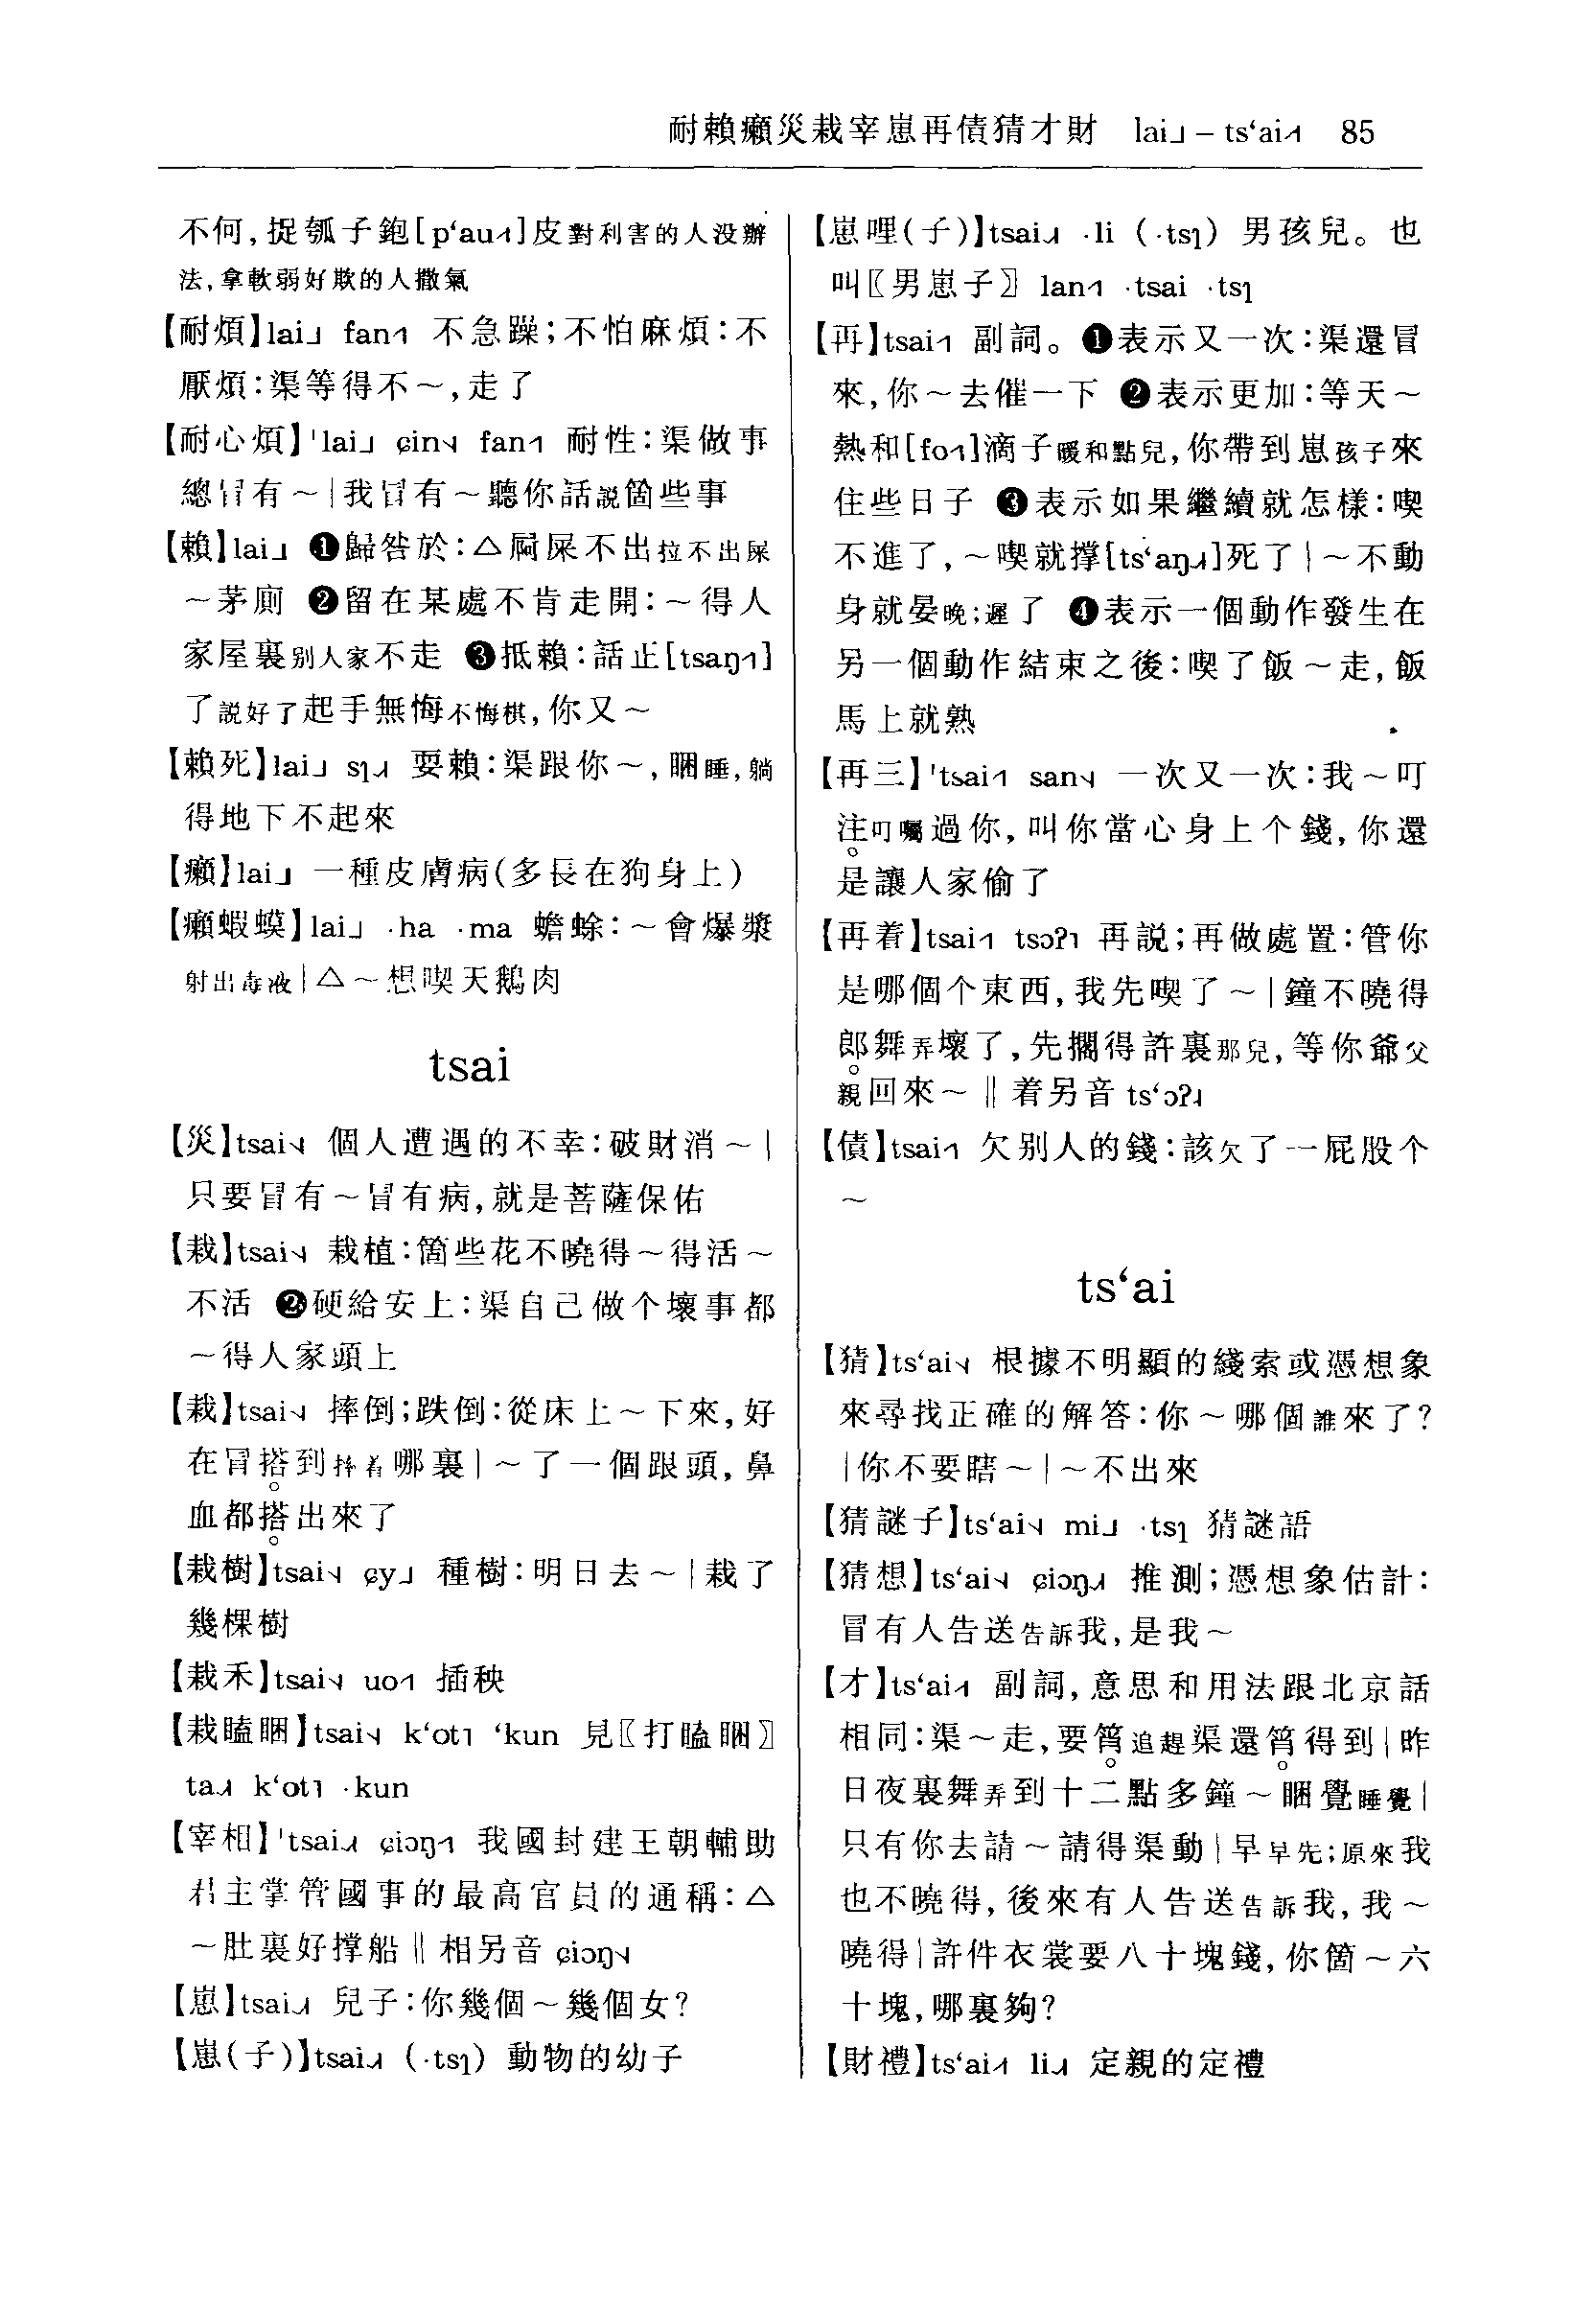 耐賴癩災栽宰崽再債猜才財 lai˩ – tsʻai˨˦ 85
不何,捉瓠子鉋[pʻau˨˦]皮對利害的人没辦
法,拿軟弱好欺的人撒氣
【耐煩】lai˩ fan˦˥ 不急躁;不怕麻煩:不
厭煩:渠等得不～,走了
【耐心煩】ˈlai˩ ɕin˦˨ fan˦˥ 耐性:渠做事
總冒有～|我冒有～聽你話説箇些事
【賴】lai˩ ❶歸咎於:△屙屎不出拉不出屎
～茅廁 ❷留在某處不肯走開:～得人
家屋裏别人家不走 ❸抵賴:話正[tsaŋ˦˥]
了説好了起手無悔不悔棋,你又～
【賴死】lai˩ sɿ˨˩˧ 耍賴:渠跟你～,睏睡,躺
得地下不起來
【癩】lai˩ 一種皮膚病(多長在狗身上)
【癩蝦蟆】lai˩ ·ha ·ma 蟾蜍:～會爆漿
射出毒液|△～想喫天鵝肉
tsai
【災】tsai˦˨ 個人遭遇的不幸:破財消～|
只要冒有～冒有病,就是菩薩保佑
【栽】tsai˦˨ 栽植:箇些花不曉得～得活～
不活 ❷硬給安上:渠自己做个壞事都
～得人家頭上
【栽】tsai˦˨ 摔倒;跌倒:從床上～下來,好
在冒搭到摔着哪裏|～了一個跟頭,鼻
血都搭出來了
【栽樹】tsai˦˨ ɕy˩ 種樹:明日去～|栽了
幾棵樹
【栽禾】tsai˦˨ uo˦˥ 插秧
【栽瞌睏】tsai˦˨ kʻot˥ ʻkun 見〖打瞌睏〗
ta˨˩˧ kʻot˥ ·kun
【宰相】ˈtsai˨˩˧ ɕiɔŋ˦˥ 我國封建王朝輔助
君主掌管國事的最高官員的通稱:△
～肚裏好撑船‖相另音 ɕiɔŋ˦˨
【崽】tsai˨˩˧ 兒子:你幾個～幾個女?
【崽(子)】tsai˨˩˧ (·tsɿ) 動物的幼子
【崽哩(子)】tsai˨˩˧ ·li (·tsɿ) 男孩兒。也
叫〖男崽子〗 lan˦˥ ·tsai ·tsɿ
【再】tsai˦˥ 副詞。❶表示又一次:渠還冒
來,你～去催一下 ❷表示更加:等天～
熱和[fo˦˥]滴子暖和點兒,你帶到崽孩子來
住些日子 ❸表示如果繼續就怎樣:喫
不進了,～喫就撑[tsʻaŋ˨˩˧]死了|～不動
身就晏晚;遲了 ❹表示一個動作發生在
另一個動作結束之後:喫了飯～走,飯
馬上就熟
【再三】ˈtsai˦˥ san˦˨ 一次又一次:我～叮
注叮囑過你,叫你當心身上个錢,你還
是讓人家偷了
【再着】tsai˦˥ tsɔʔ˥ 再説;再做處置:管你
是哪個个東西,我先喫了～|鐘不曉得
郎舞弄壞了,先擱得許裏那兒,等你爺父
親回來～‖着另音 tsʻɔʔ˨
【債】tsai˦˥ 欠别人的錢:該欠了一屁股个
～
tsʻai
【猜】tsʻai˦˨ 根據不明顯的綫索或憑想象
來尋找正確的解答:你～哪個誰來了?
|你不要瞎～|～不出來
【猜謎子】tsʻai˦˨ mi˩ ·tsɿ 猜謎語
【猜想】tsʻai˦˨ ɕiɔŋ˨˩˧ 推測;憑想象估計:
冒有人告送告訴我,是我～
【才】tsʻai˨˦ 副詞,意思和用法跟北京話
相同:渠～走,要筲追趕渠還筲得到|昨
日夜裏舞弄到十二點多鐘～睏覺睡覺|
只有你去請～請得渠動|早早先;原來我
也不曉得,後來有人告送告訴我,我～
曉得|許件衣裳要八十塊錢,你箇～六
十塊,哪裏夠?
【財禮】tsʻai˨˦ li˨˩˧ 定親的定禮